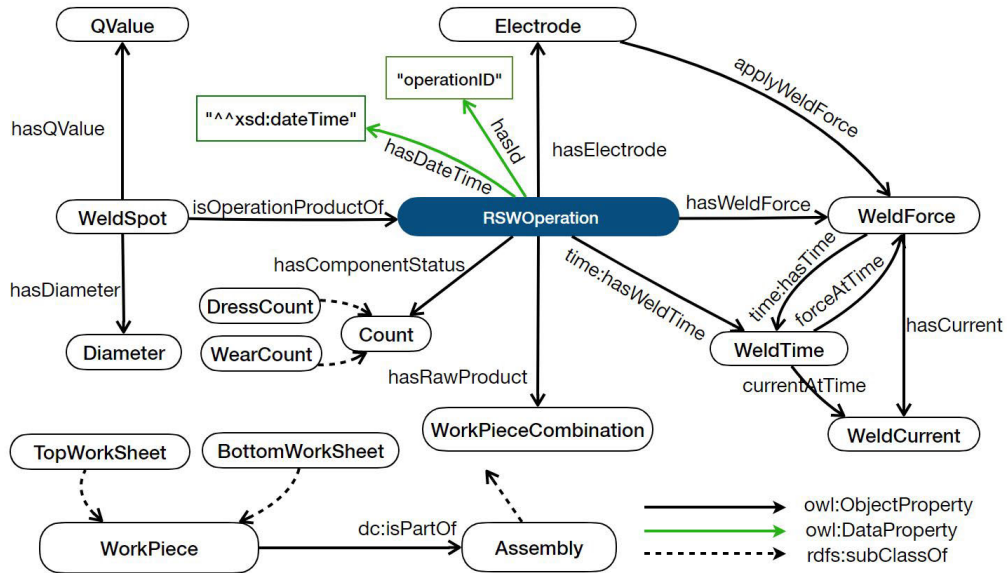 QValue
Electrode
"operationID"
applyWeldForce
"^^xsd:dateTime"
hasQValue
hasId
hasDateTime
hasElectrode
WeldSpot
isOperationProductOf
RSWOperation
hasWeldForce
WeldForce
hasComponentStatus
time:hasWeldTime
time:hasTime
forceAtTime
hasDiameter
DressCount
Count
hasCurrent
Diameter
WearCount
WeldTime
hasRawProduct
currentAtTime
TopWorkSheet
BottomWorkSheet
WorkPieceCombination
WeldCurrent
owl:ObjectProperty
dc:isPartOf
owl:DataProperty
WorkPiece
Assembly
rdfs:subClassOf